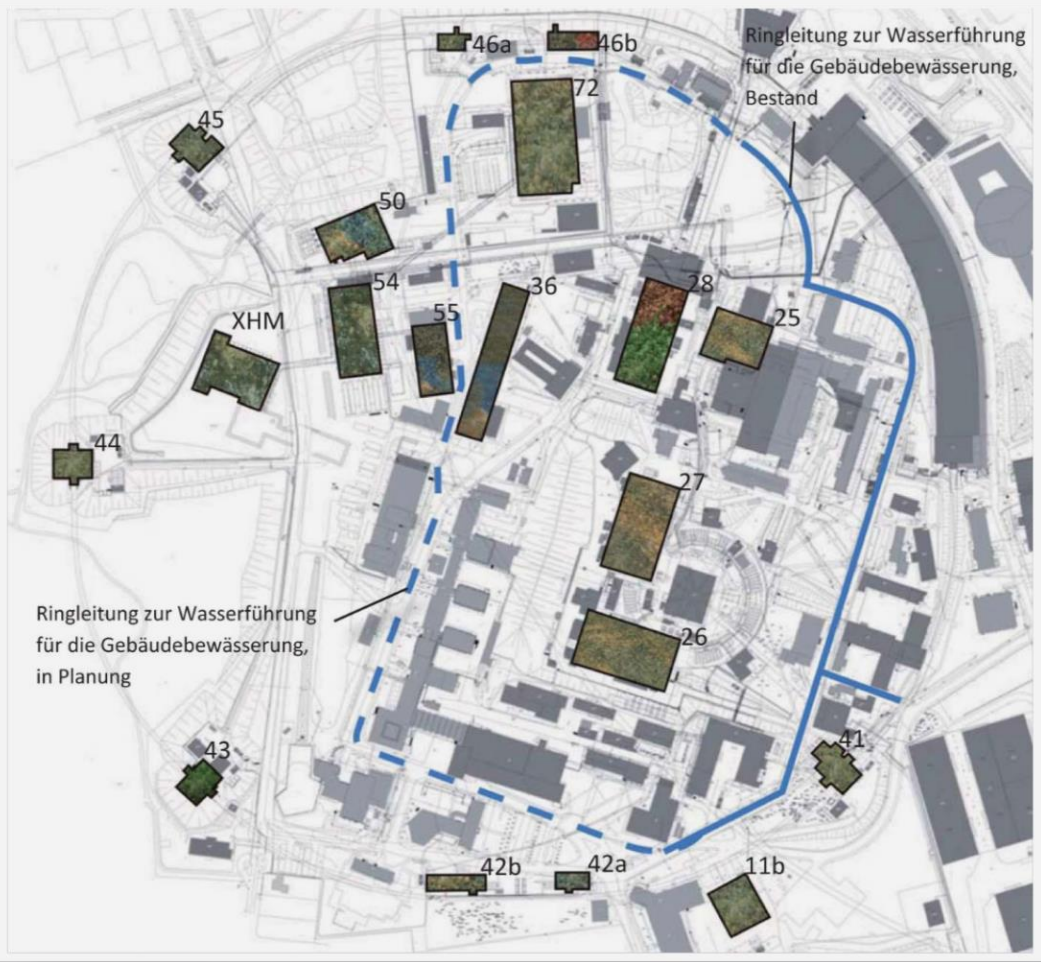 46a
46b
Ringleitung zur Wasserführung
für die Gebäudebewässerung,
Bestand
72
45
50
54
36
28
25
55
XHM
44
27
Ringleitung zur Wasserführung
für die Gebäudebewässerung,
in Planung
26
43
41
42b
42a
11b